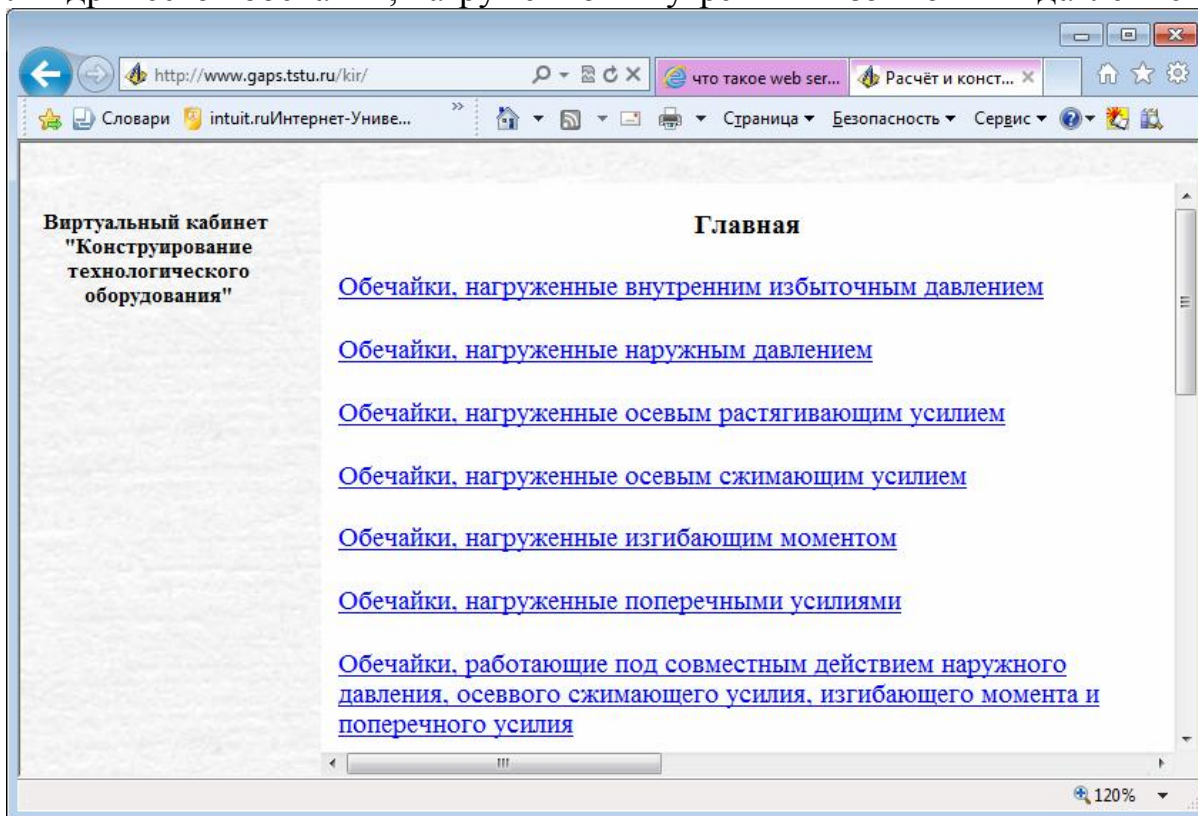 http://www.gaps.tstu.ru/kir/
что такое web ser...
Расчёт и конст...
Словари
intuit.ruИнтернет-Униве...
Страница
Безопасность
Сервис
Виртуальный кабинет
"Конструирование
технологического
оборудования"
Главная
Обечайки, нагруженные внутренним избыточным давлением
Обечайки, нагруженные наружным давлением
Обечайки, нагруженные осевым растягивающим усилием
Обечайки, нагруженные осевым сжимающим усилием
Обечайки, нагруженные изгибающим моментом
Обечайки, нагруженные поперечными усилиями
Обечайки, работающие под совместным действием наружного
давления, осеввого сжимающего усилия, изгибающего момента и
поперечного усилия
120%